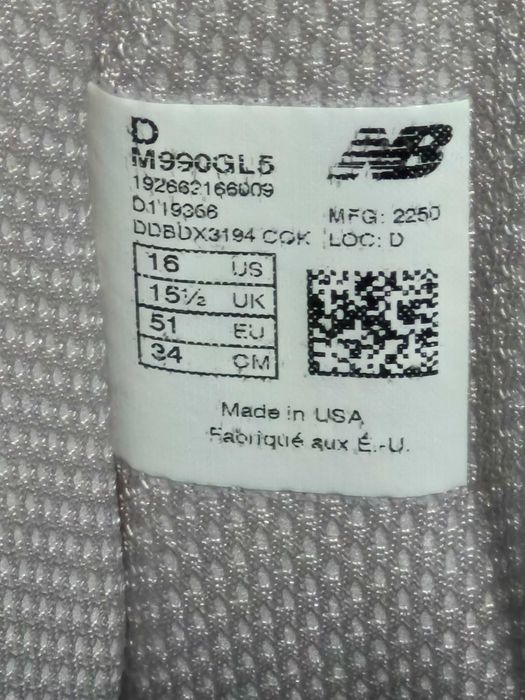 D
NB
M990GL5
192662166009
D119366
MFG: 2250
DDBDX3194 COK
LOC: D
16 US
15½ UK
51 EU
34 CM
Made in USA
Fabriqué aux É.-U.